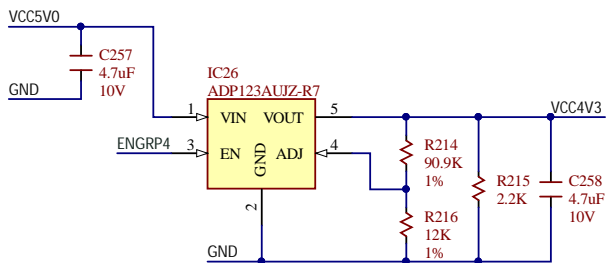 VCC5V0
C257
4.7uF
10V
GND
IC26
ADP123AUJZ-R7
1
VIN
VOUT
5
VCC4V3
ENGRP4
3
EN
GND
ADJ
4
2
R214
90.9K
1%
R215
2.2K
C258
4.7uF
10V
R216
12K
1%
GND